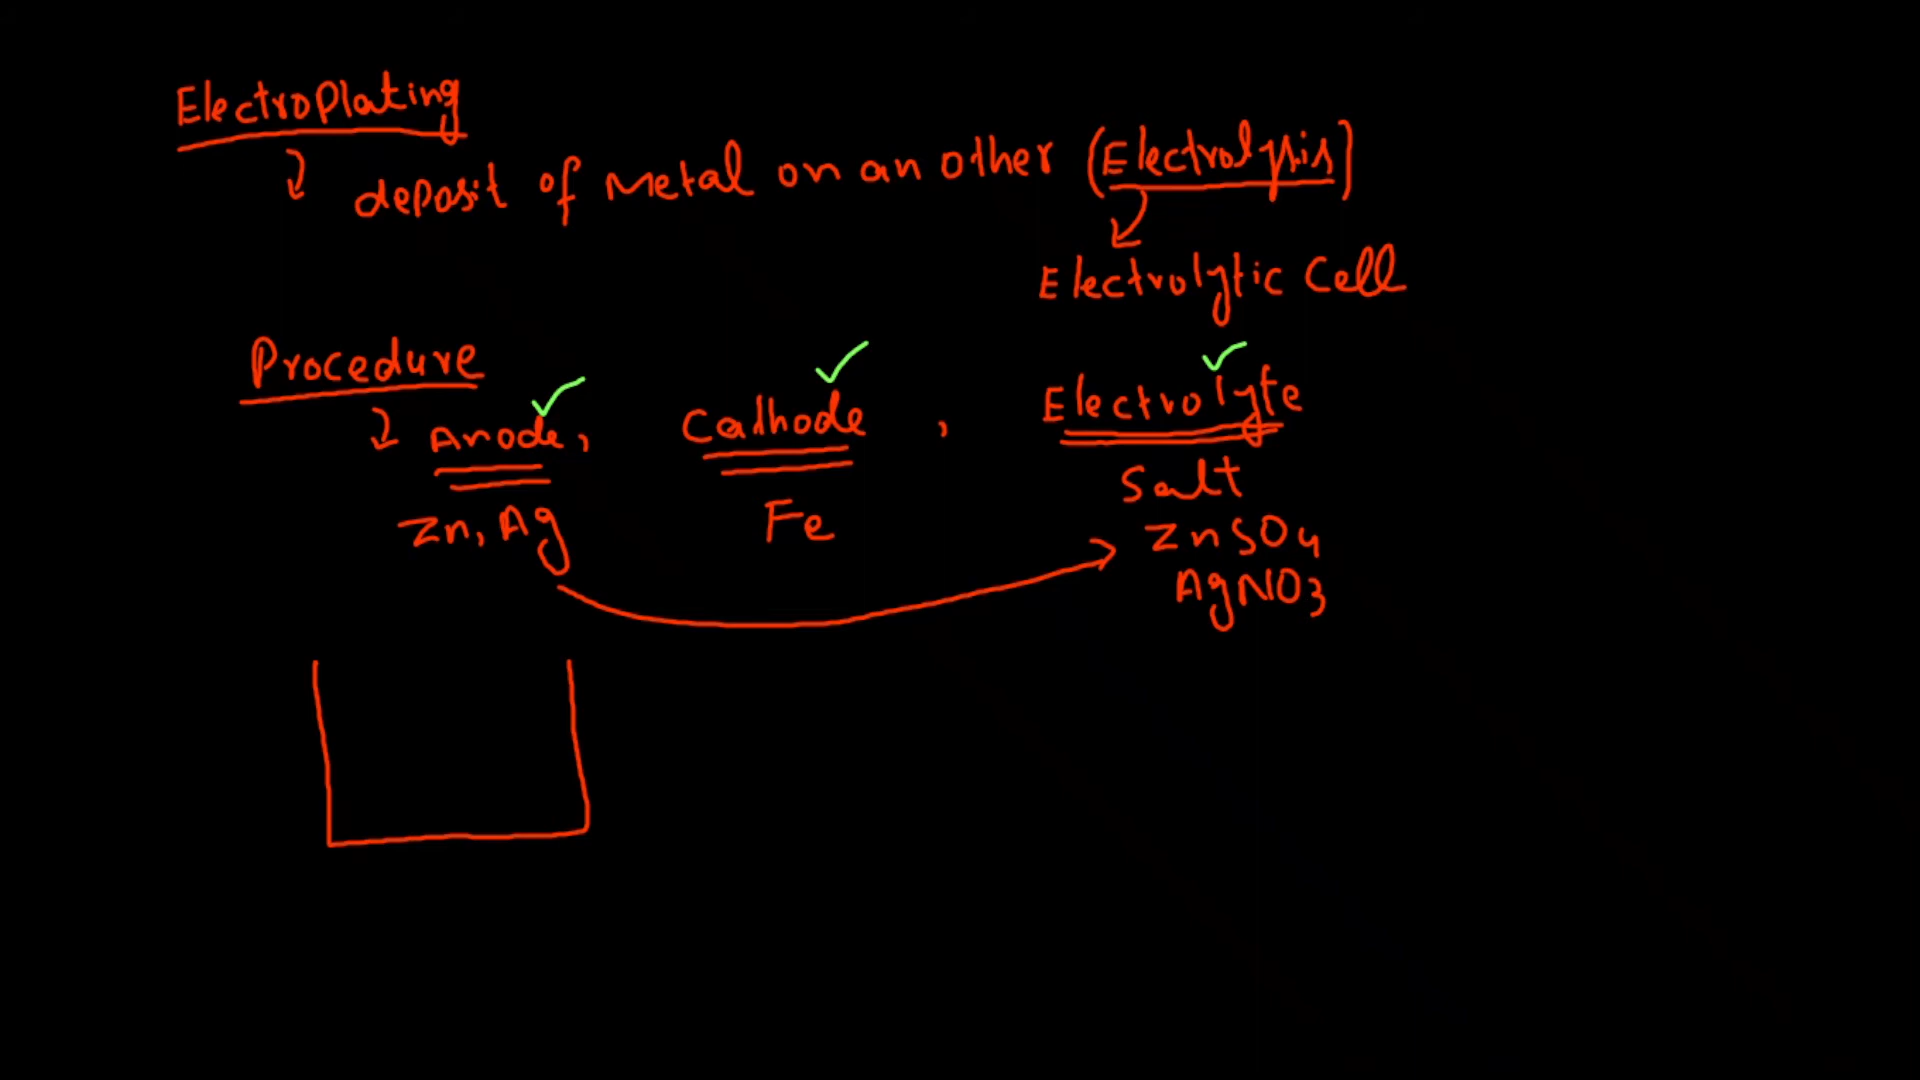 ElectroPlating
deposit of Metal on an other (Electrolysis)
Electrolytic Cell
Procedure
Anode, Cathode, Electrolyte
Zn, Ag Fe Salt
ZnSO4
AgNO3